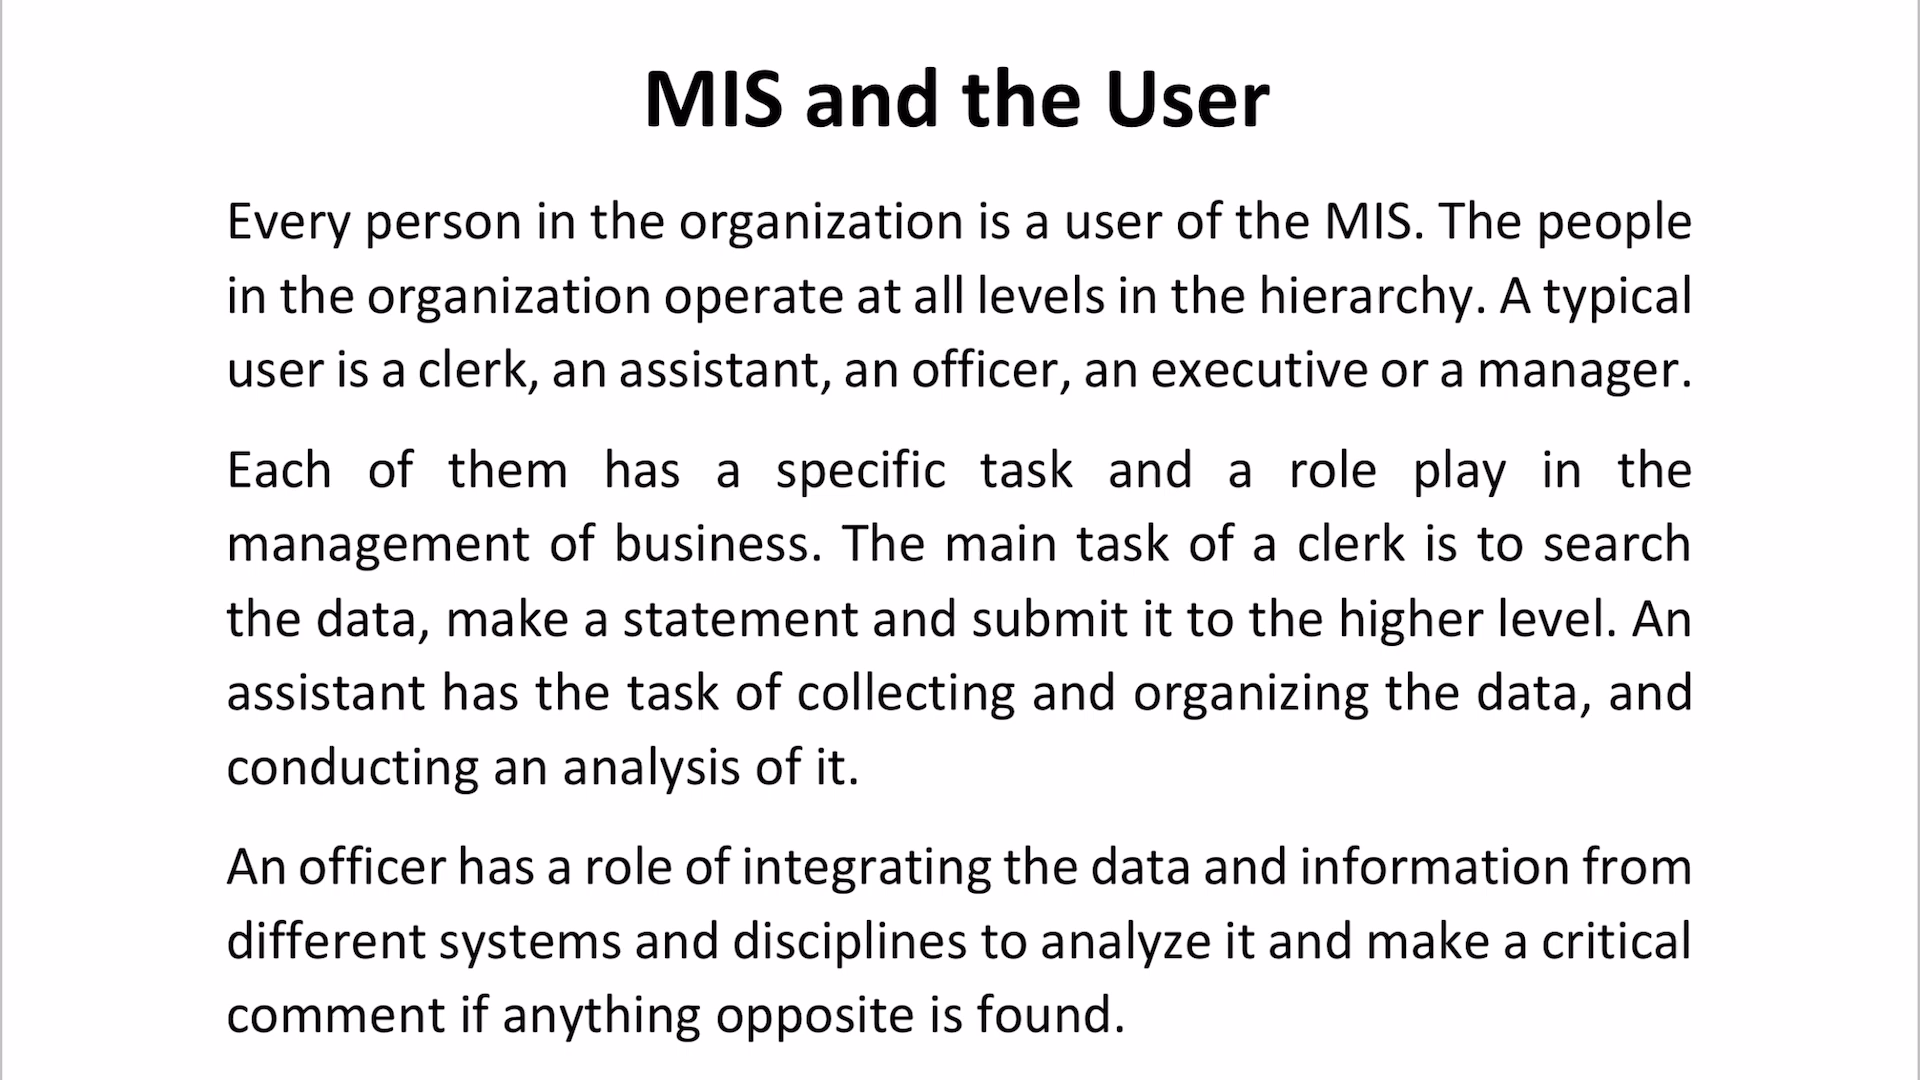 MIS and the User
Every person in the organization is a user of the MIS. The people
in the organization operate at all levels in the hierarchy. A typical
user is a clerk, an assistant, an officer, an executive or a manager.
Each of them has a specific task and a role play in the
management of business. The main task of a clerk is to search
the data, make a statement and submit it to the higher level. An
assistant has the task of collecting and organizing the data, and
conducting an analysis of it.
An officer has a role of integrating the data and information from
different systems and disciplines to analyze it and make a critical
comment if anything opposite is found.